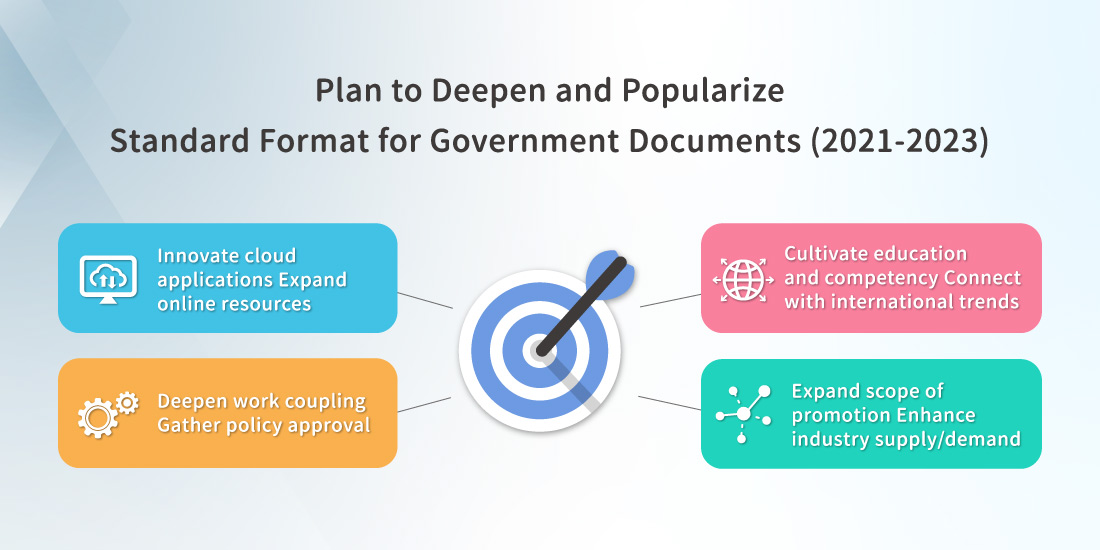 Plan to Deepen and Popularize
Standard Format for Government Documents (2021-2023)
Innovate cloud
applications Expand
online resources
Deepen work coupling
Gather policy approval
Cultivate education
and competency Connect
with international trends
Expand scope of
promotion Enhance
industry supply/demand